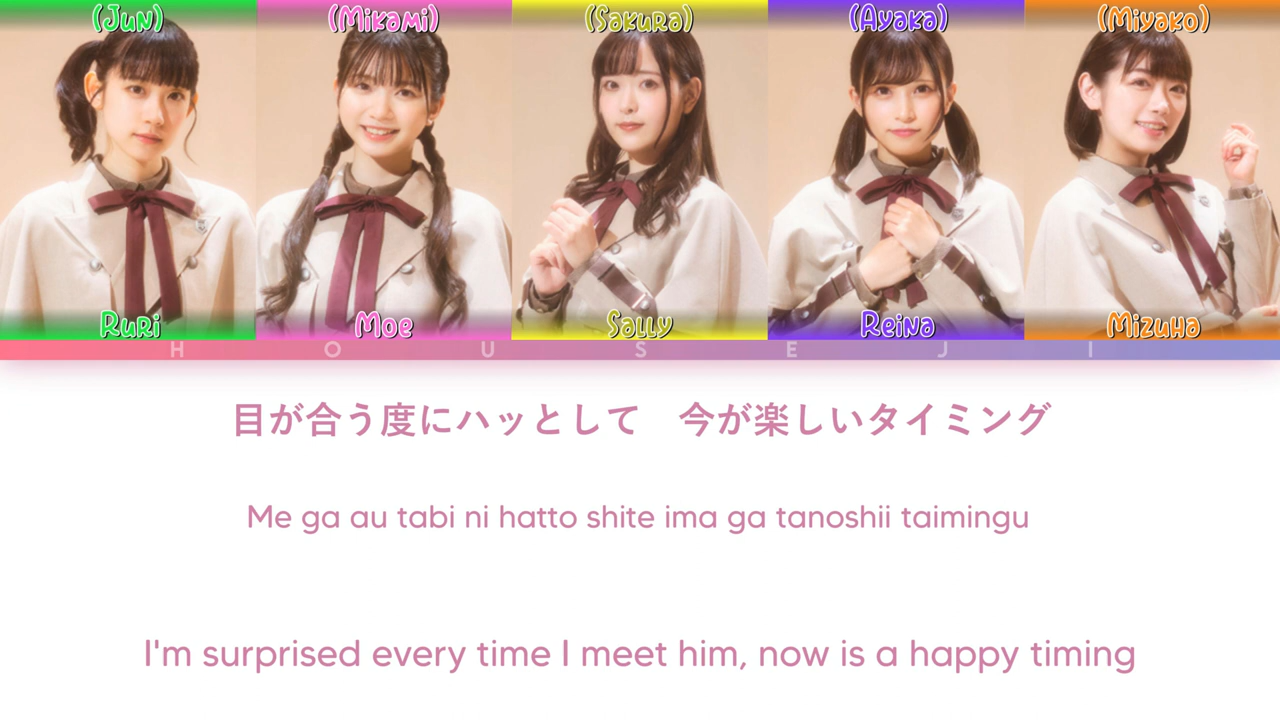 (Jun) (Mikami) (Sakura) (Ayaka) (Miyako)
Ruri Moe Sally Reina Mizuha
H O U S E J I
目が合う度にハッとして　今が楽しいタイミング
Me ga au tabi ni hatto shite ima ga tanoshii taimingu
I'm surprised every time I meet him, now is a happy timing